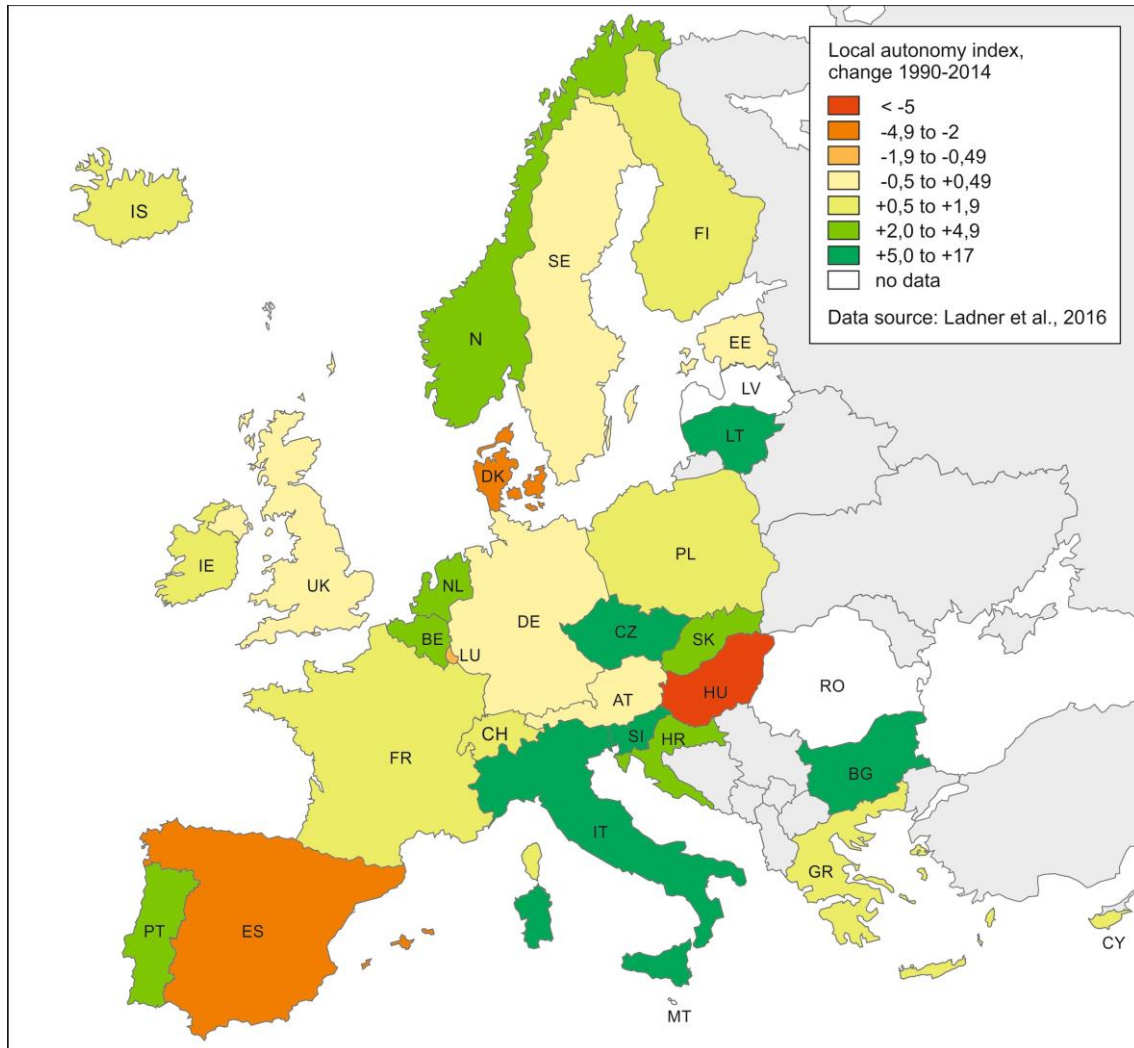 Local autonomy index,
change 1990-2014
< -5
-4,9 to -2
-1,9 to -0,49
-0,5 to +0,49
+0,5 to +1,9
+2,0 to +4,9
+5,0 to +17
no data
Data source: Ladner et al., 2016
IS
FI
SE
N
EE
LV
LT
DK
IE
UK
NL
PL
DE
BE
LU
CZ
SK
AT
HU
RO
CH
SI
HR
FR
BG
IT
GR
PT
ES
CY
MT